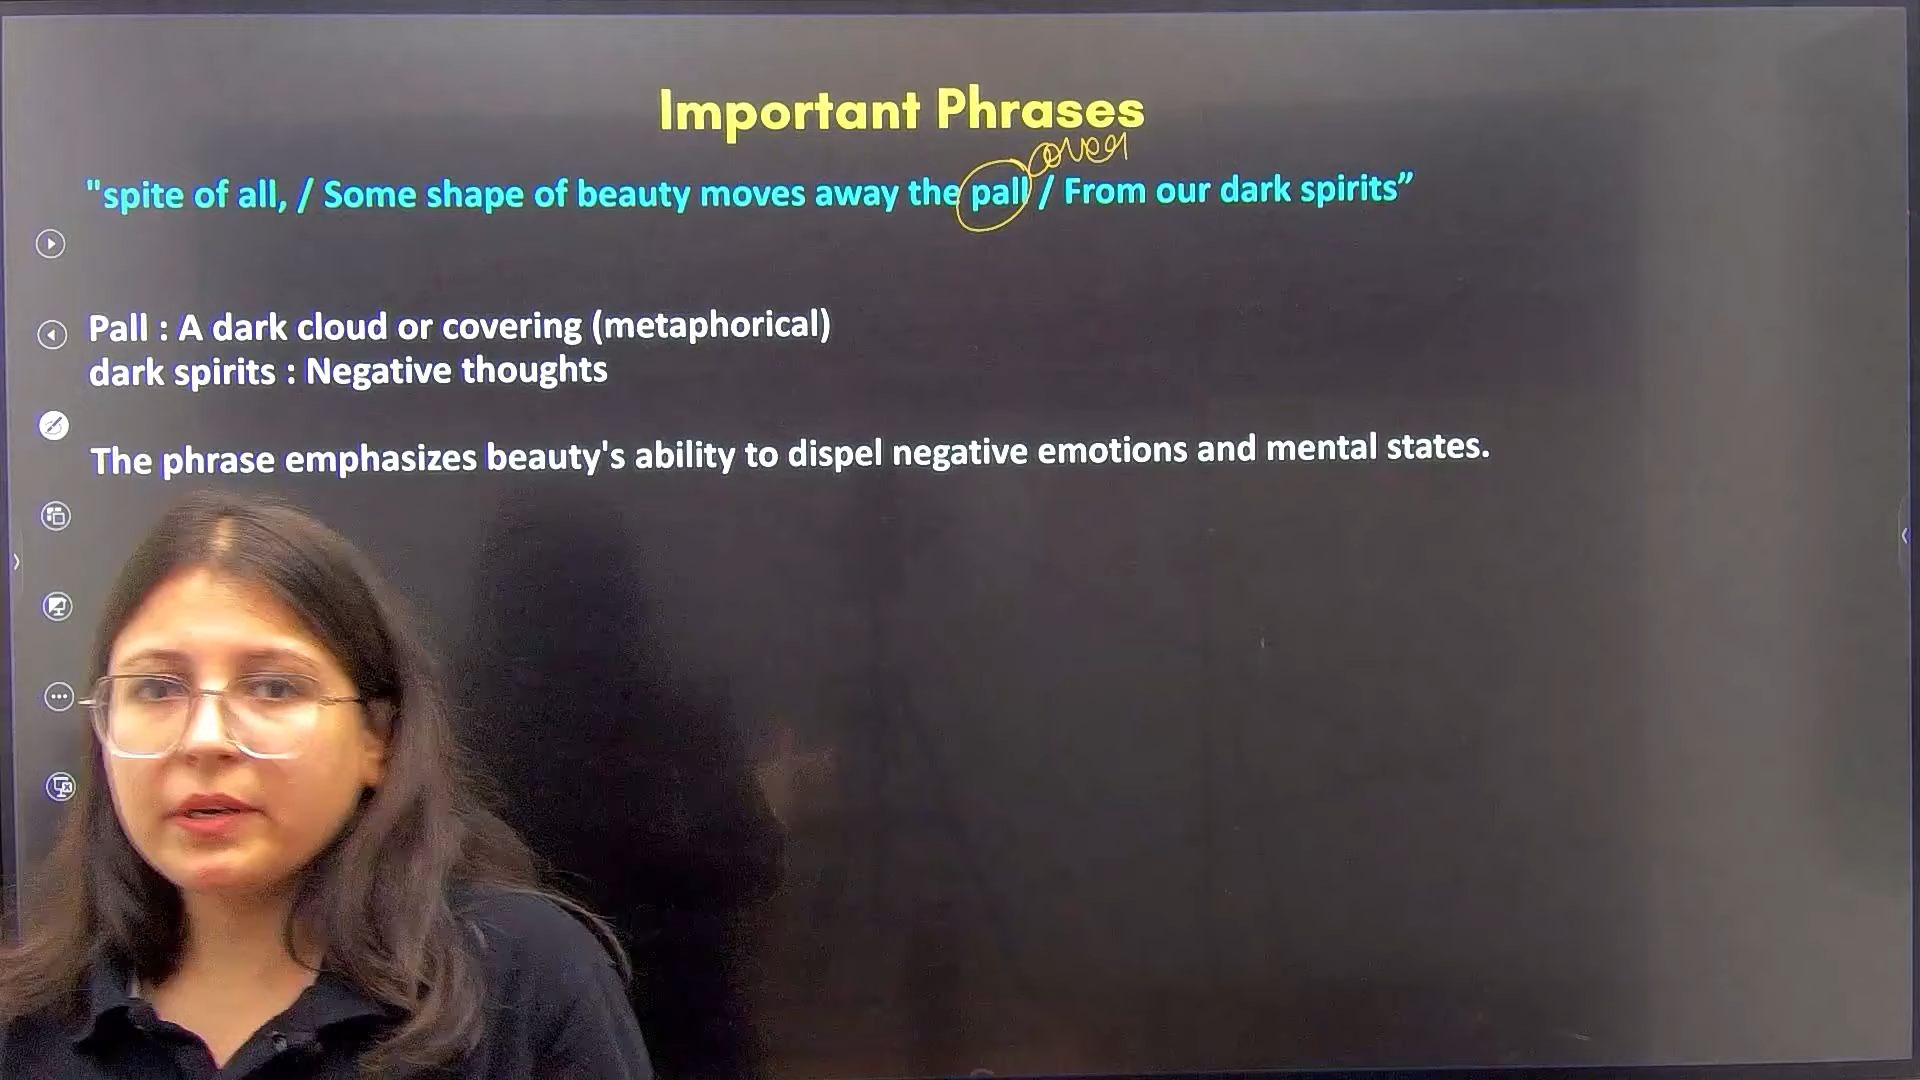 Important Phrases
cover
"spite of all, / Some shape of beauty moves away the pall / From our dark spirits”
Pall : A dark cloud or covering (metaphorical)
dark spirits : Negative thoughts
The phrase emphasizes beauty's ability to dispel negative emotions and mental states.